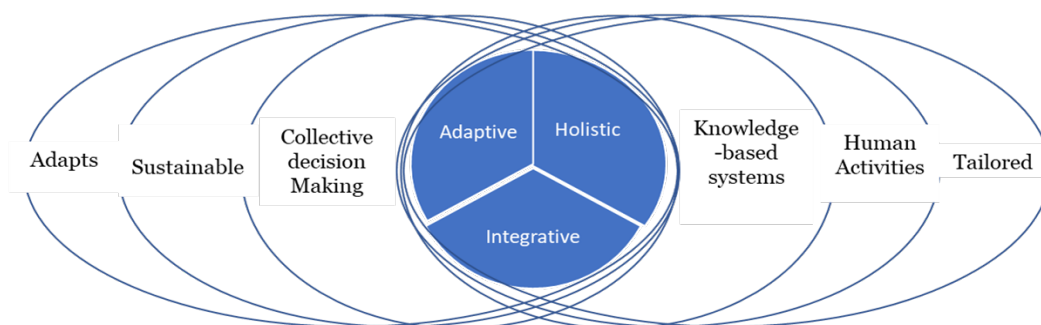 Adapts
Sustainable
Collective
decision
Making
Adaptive
Holistic
Integrative
Knowledge
-based
systems
Human
Activities
Tailored